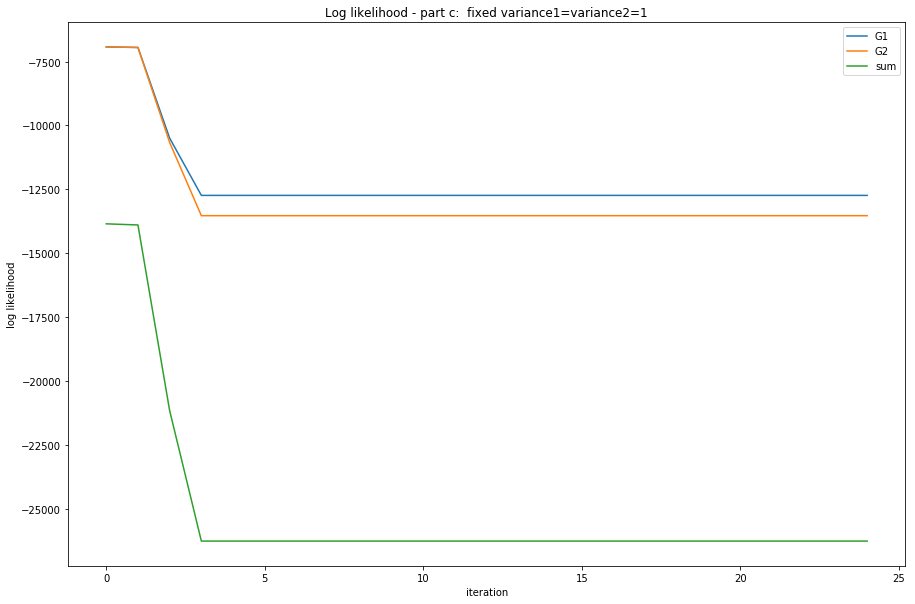 Log likelihood - part c:  fixed variance1=variance2=1
G1
G2
sum
−7500
−10000
−12500
−15000
−17500
−20000
−22500
−25000
log likelihood
0
5
10
15
20
25
iteration